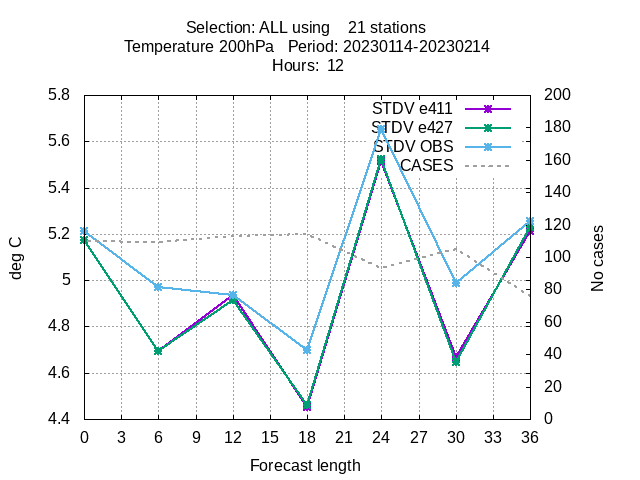 Selection: ALL using    21 stations
Temperature 200hPa   Period: 20230114-20230214
Hours:  12
STDV e411
STDV e427
STDV OBS
CASES
deg C
No cases
5.8
5.6
5.4
5.2
5
4.8
4.6
4.4
200
180
160
140
120
100
80
60
40
20
0
0 3 6 9 12 15 18 21 24 27 30 33 36
Forecast length